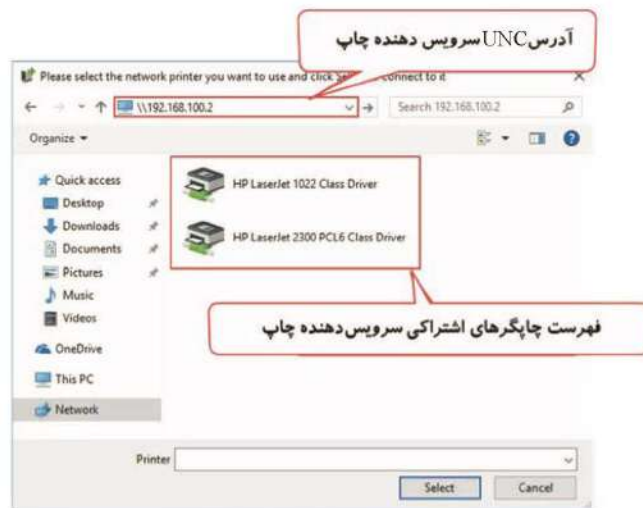 آدرس UNC سرویس دهنده چاپ
Please select the network printer you want to use and click Se connect to it
\\192.168.100.2
Search 192.168.100.2
Organize
Quick access
Desktop
Downloads
Documents
Pictures
Music
Videos
OneDrive
This PC
Network
HP LaserJet 1022 Class Driver
HP LaserJet 2300 PCL6 Class Driver
فهرست چاپگرهای اشتراکی سرویس‌دهنده چاپ
Printer
Select
Cancel